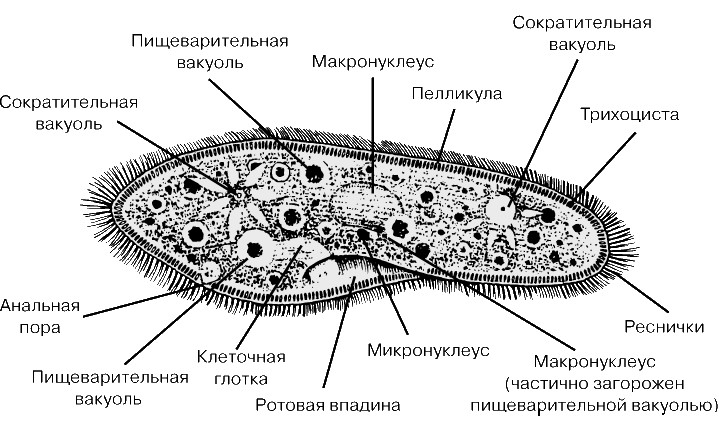 Сократительная
вакуоль
Пищеварительная
вакуоль
Макронуклеус
Пелликула
Сократительная
вакуоль
Трихоциста
Анальная
пора
Реснички
Клеточная
глотка
Микронуклеус
Макронуклеус
(частично загорожен
пищеварительной вакуолью)
Пищеварительная
вакуоль
Ротовая впадина